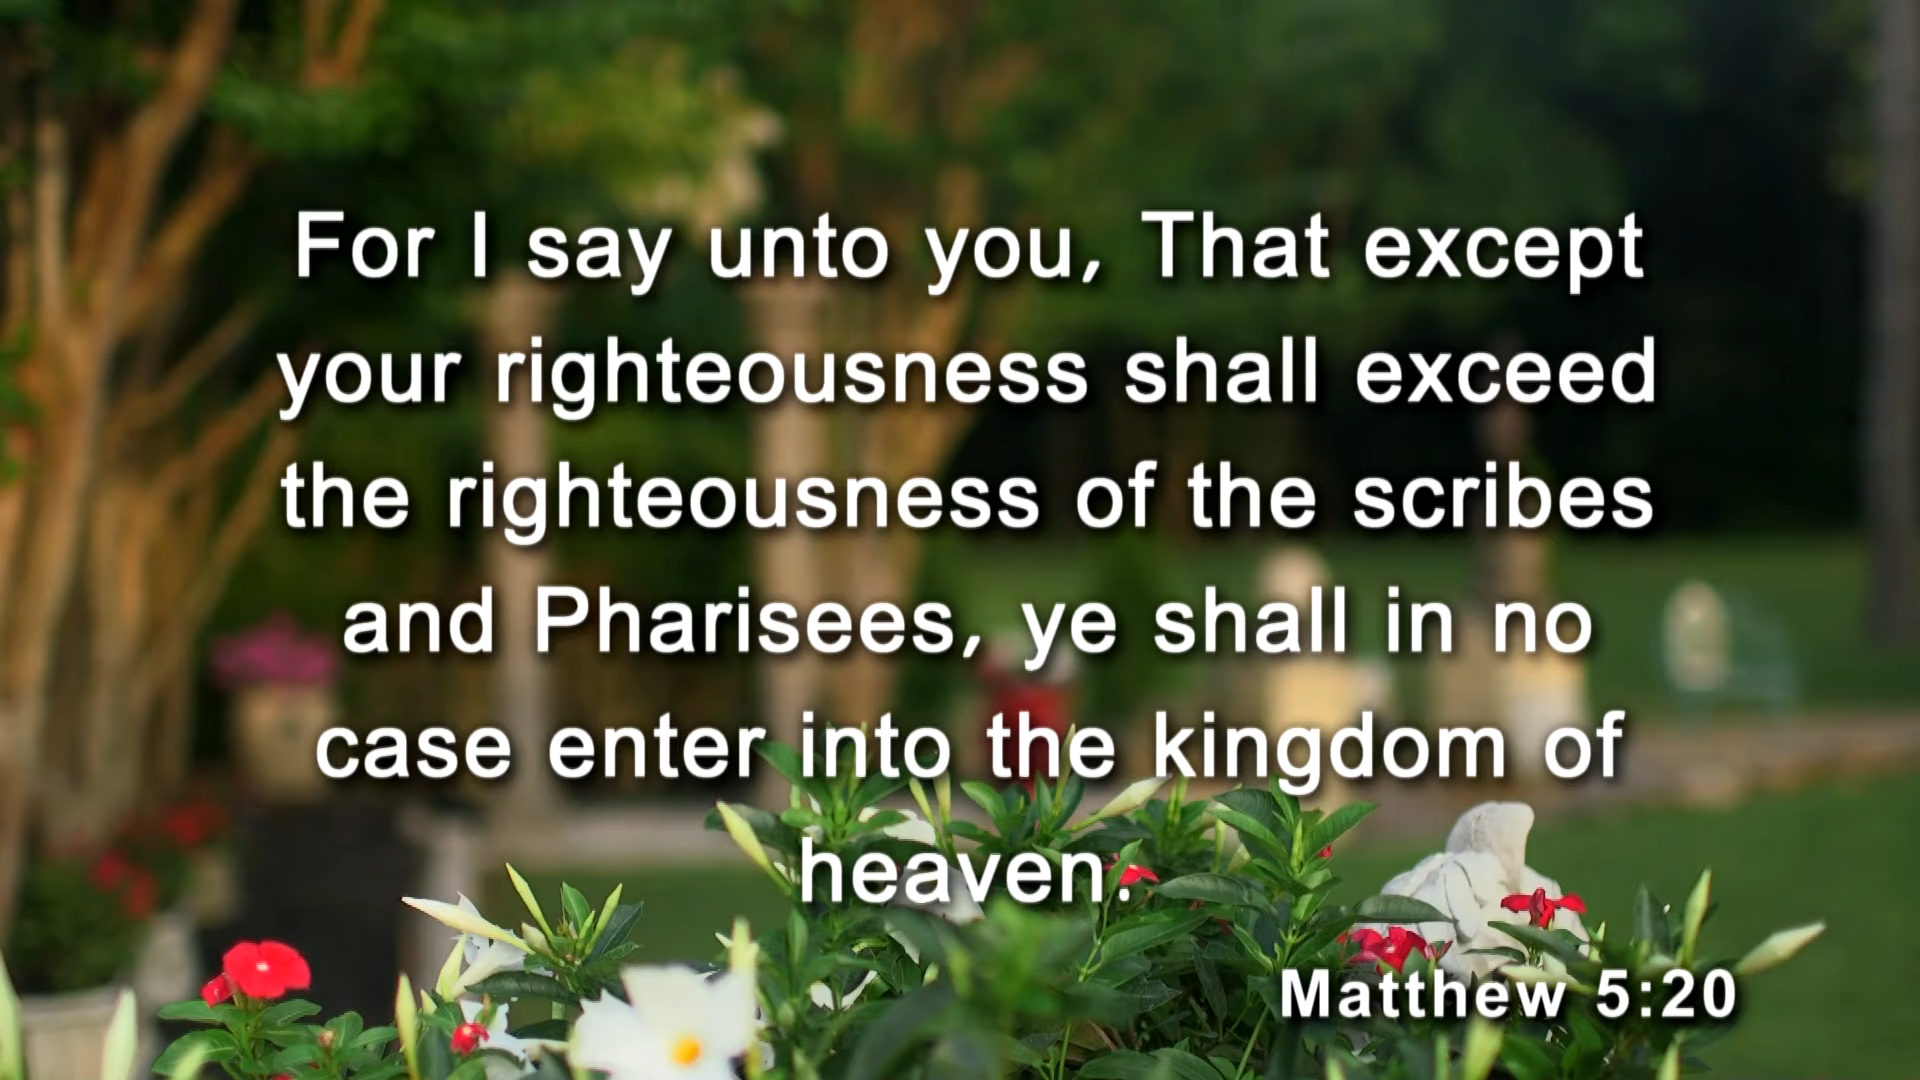 For I say unto you, That except
your righteousness shall exceed
the righteousness of the scribes
and Pharisees, ye shall in no
case enter into the kingdom of
heaven.
Matthew 5:20